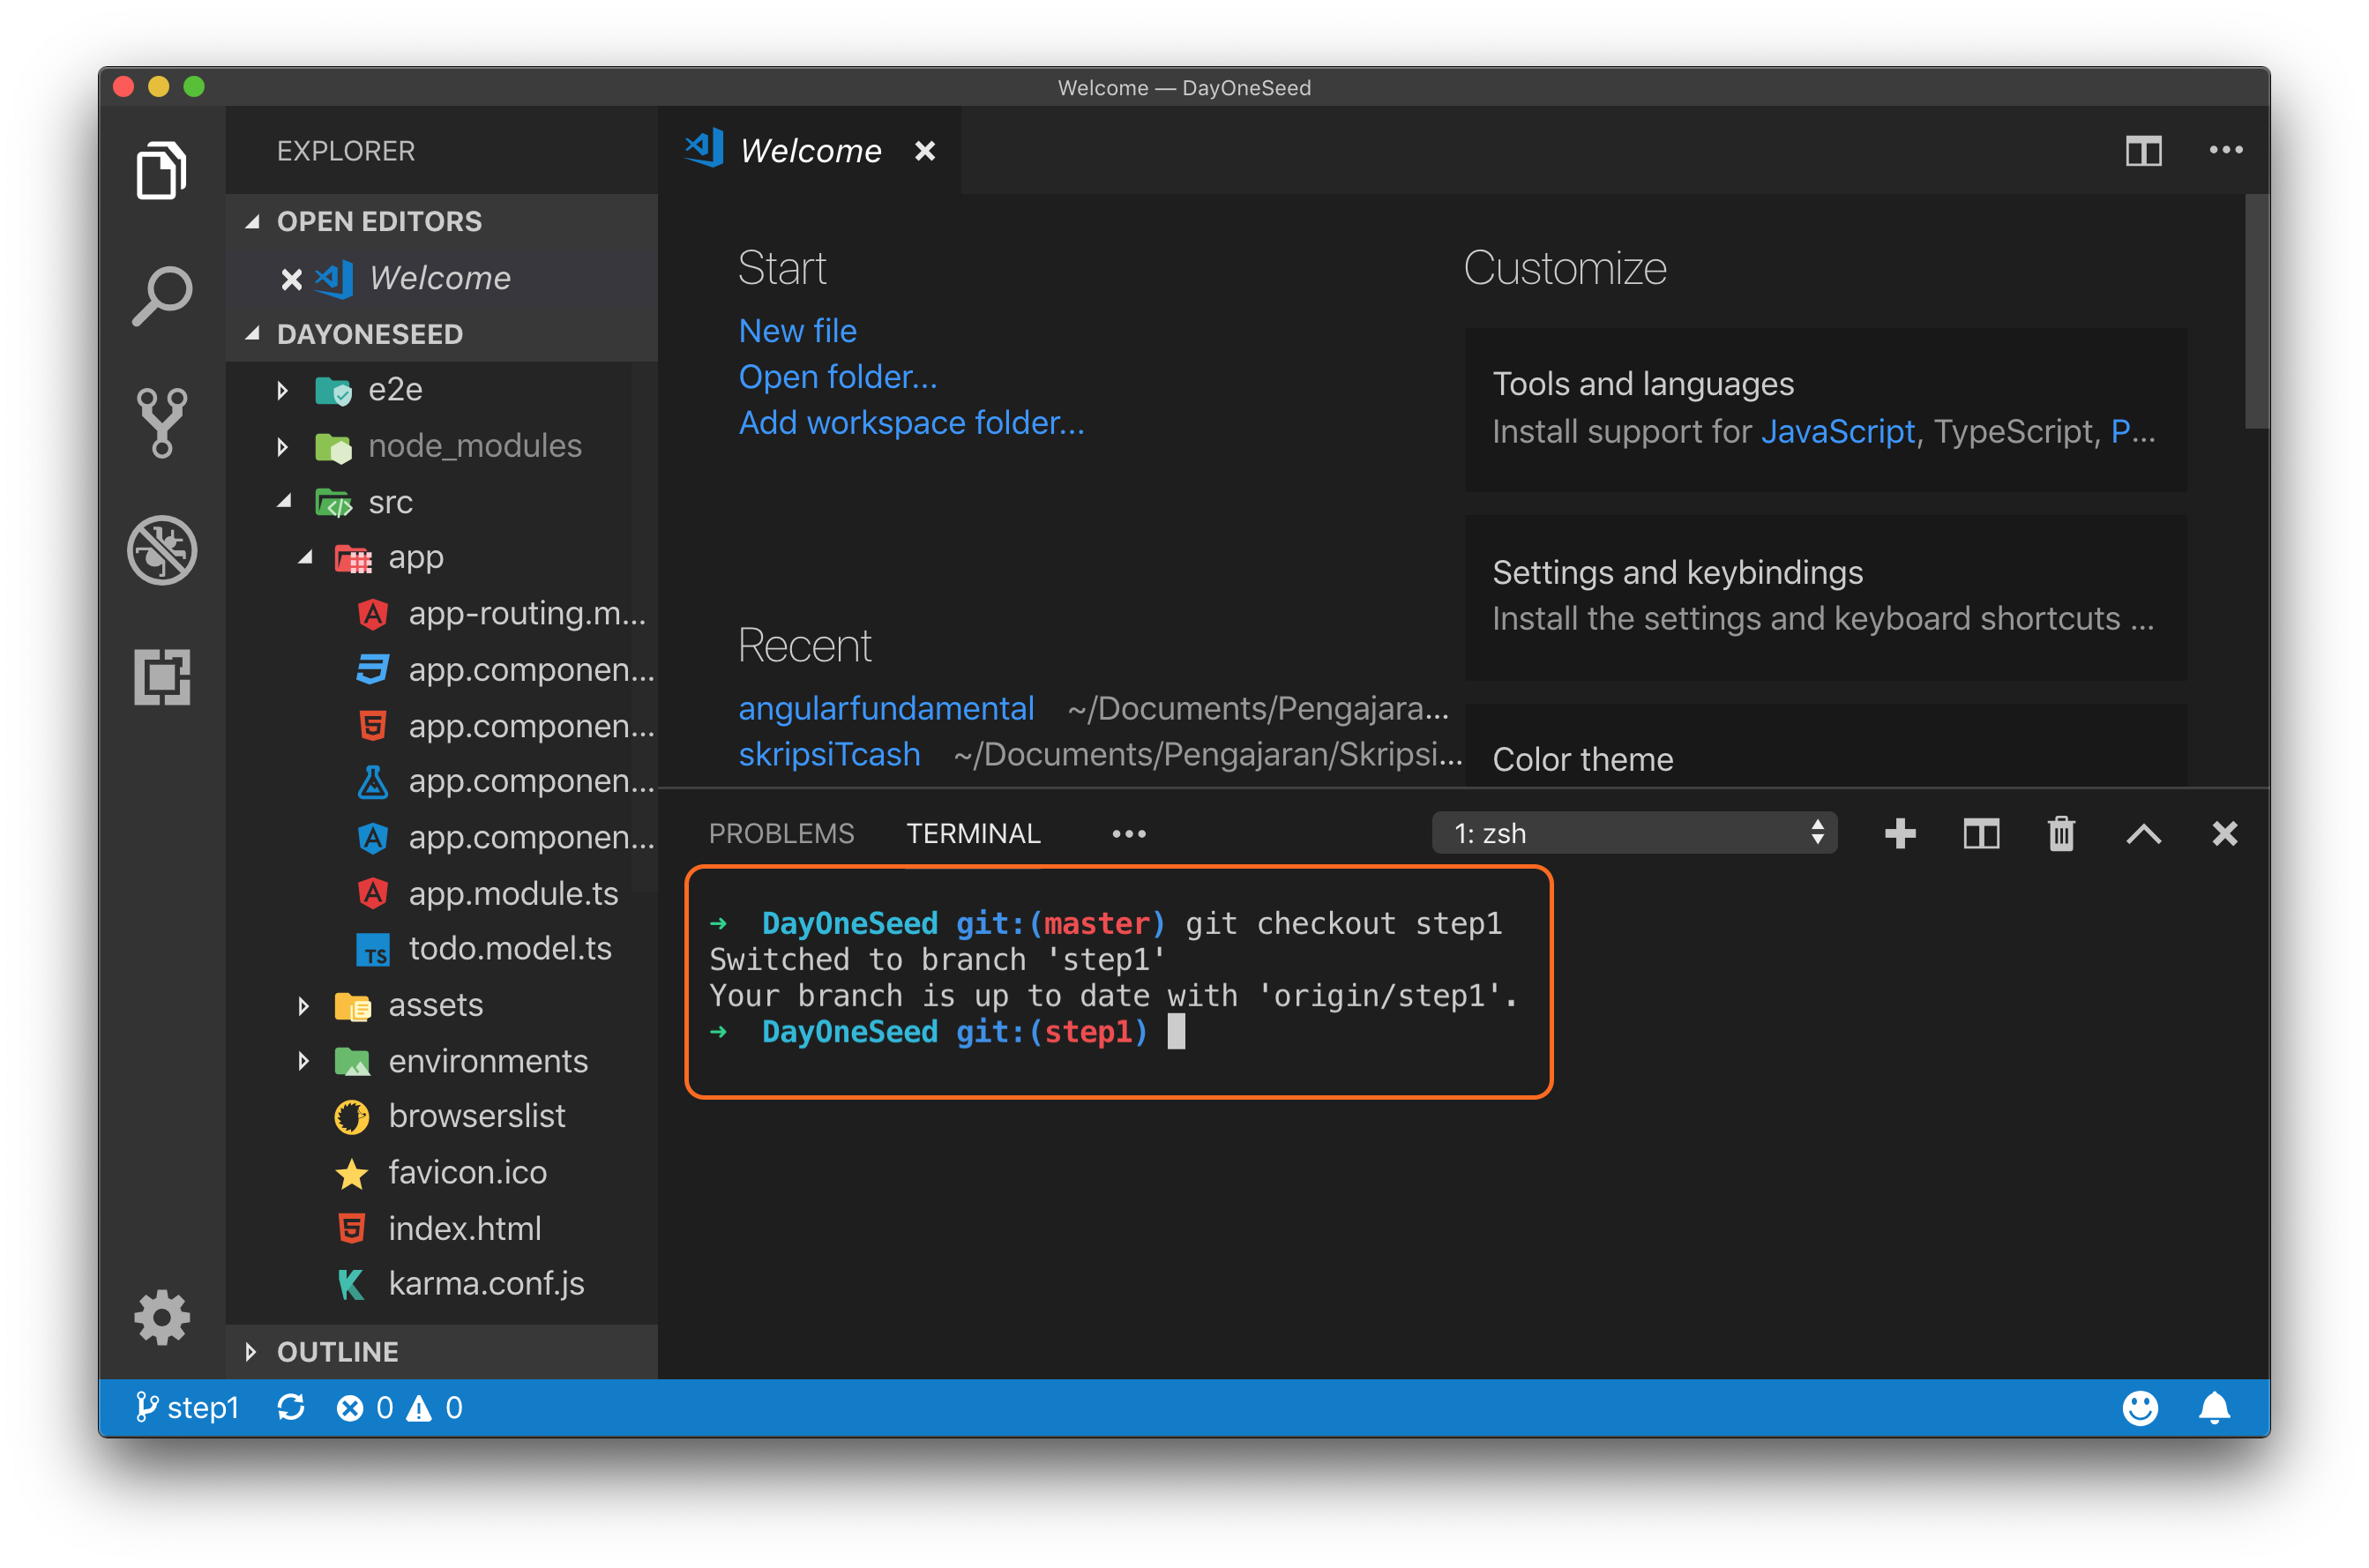 Welcome — DayOneSeed
EXPLORER
OPEN EDITORS
Welcome
DAYONESEED
e2e
node_modules
src
app
app-routing.m...
app.componen...
app.componen...
app.componen...
app.componen...
app.module.ts
todo.model.ts
assets
environments
browserslist
favicon.ico
index.html
karma.conf.js
OUTLINE
Welcome
Start
New file
Open folder...
Add workspace folder...
Recent
angularfundamental ~/Documents/Pengajara...
skripsiTcash ~/Documents/Pengajaran/Skripsi...
Customize
Tools and languages
Install support for JavaScript, TypeScript, P...
Settings and keybindings
Install the settings and keyboard shortcuts ...
Color theme
PROBLEMS TERMINAL ••• 1: zsh
➜ DayOneSeed git:(master) git checkout step1
Switched to branch 'step1'
Your branch is up to date with 'origin/step1'.
➜ DayOneSeed git:(step1)
step1 0 0